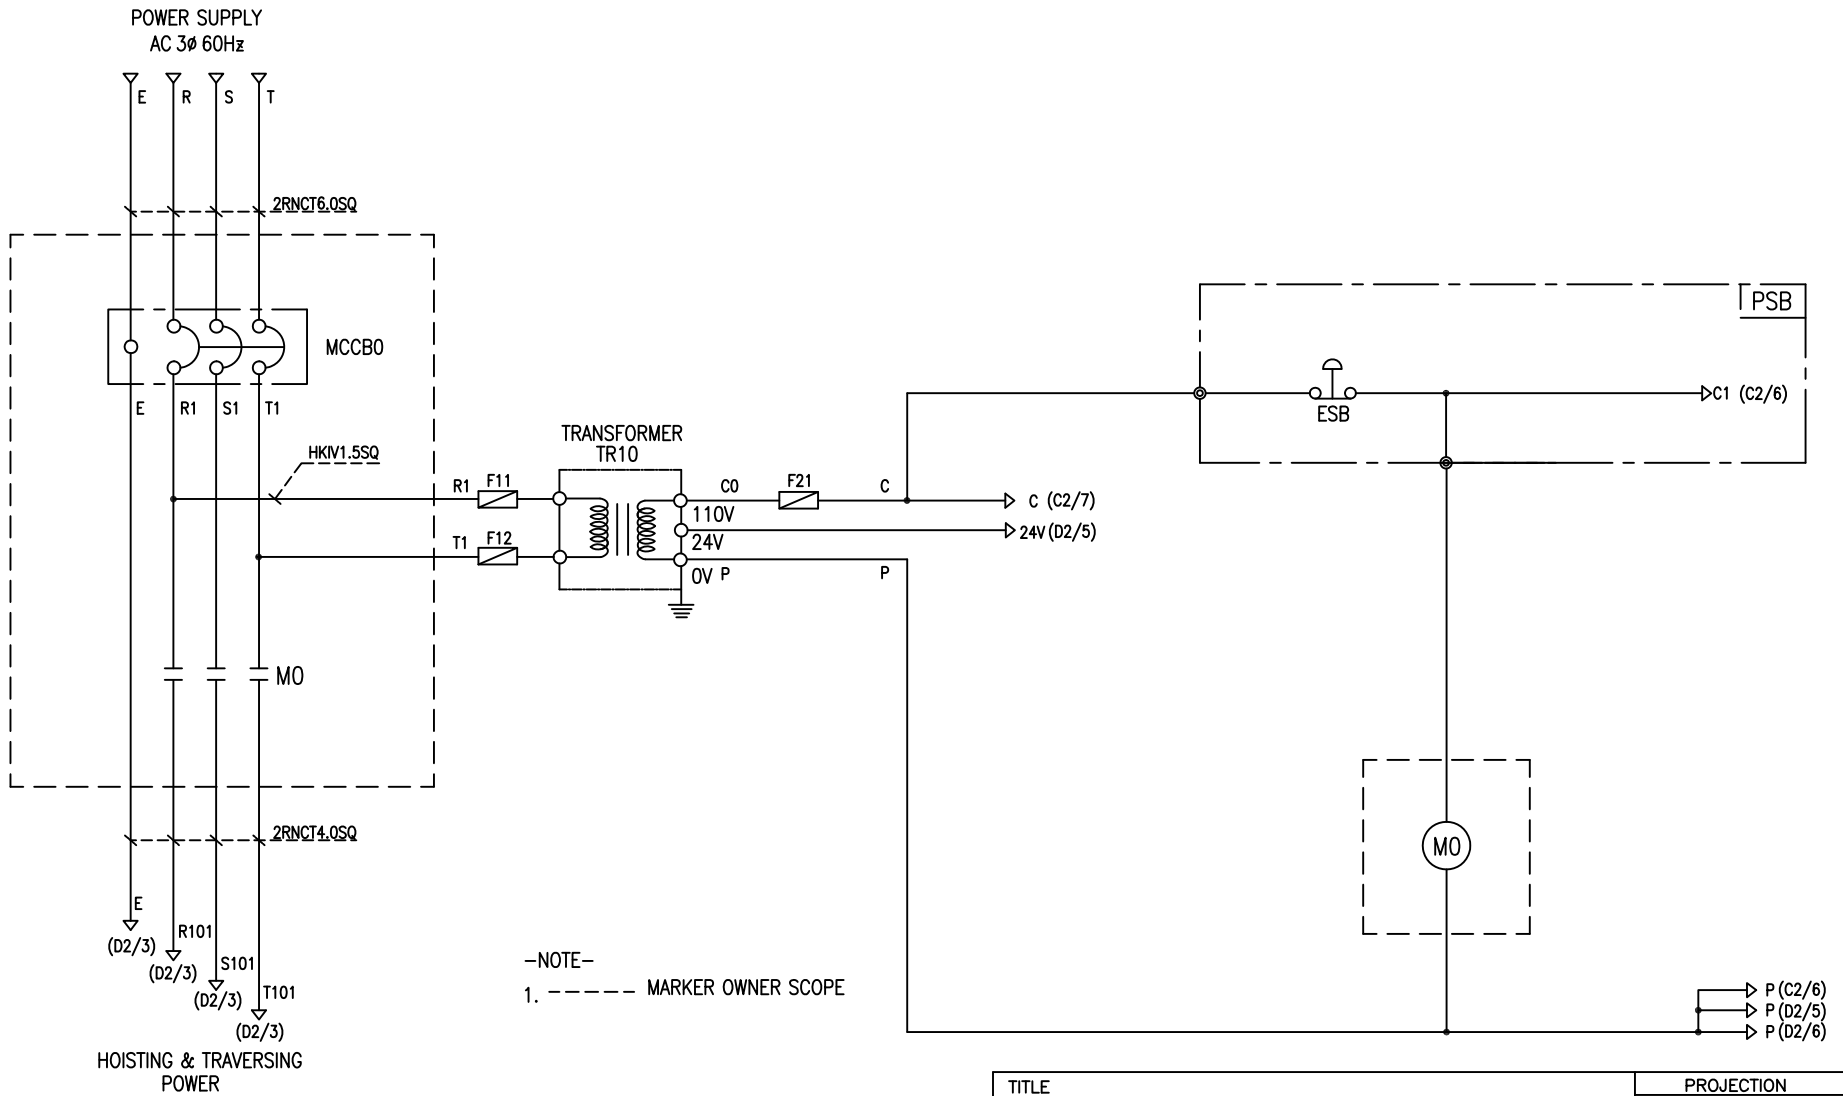 POWER SUPPLY
AC 3ø 60Hz
E R S T
2RNCT6.0SQ
PSB
MCCB0
C1 (C2/6)
E R1 S1 T1
ESB
TRANSFORMER
TR10
HKIV1.5SQ
R1 F11
C0 F21 C
C (C2/7)
110V
24V (D2/5)
T1 F12
24V
0V P
P
M0
2RNCT4.0SQ
M0
E
(D2/3)
R101
(D2/3)
S101
(D2/3)
T101
(D2/3)
-NOTE-
1. ------ MARKER OWNER SCOPE
P (C2/6)
P (D2/5)
P (D2/6)
HOISTING & TRAVERSING
POWER
TITLE
PROJECTION